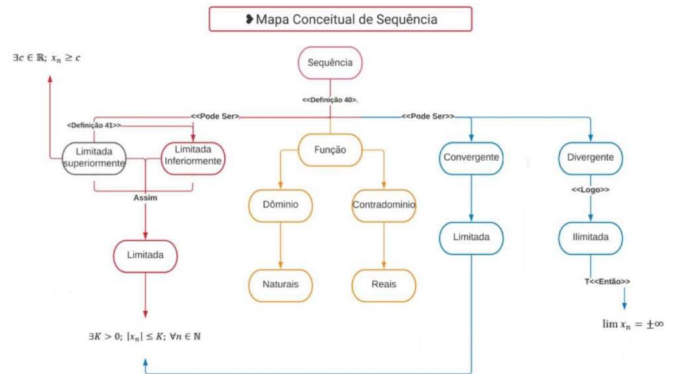 ❥ Mapa Conceitual de Sequência
∃c ∈ ℝ; xₙ ≥ c
Sequência
<<Definição 40>.
<<Pode Ser>
<<Pode Ser>>
<Definição 41>>
Limitada
superiormente
Limitada
Inferiormente
Função
Convergente
Divergente
Assim
<<Logo>>
Dôminio
Contradominio
Limitada
Ilimitada
Limitada
Naturais
Reais
T<<Então>>
∃K > 0; |xₙ| ≤ K; ∀n ∈ ℕ
lim xₙ = ±∞